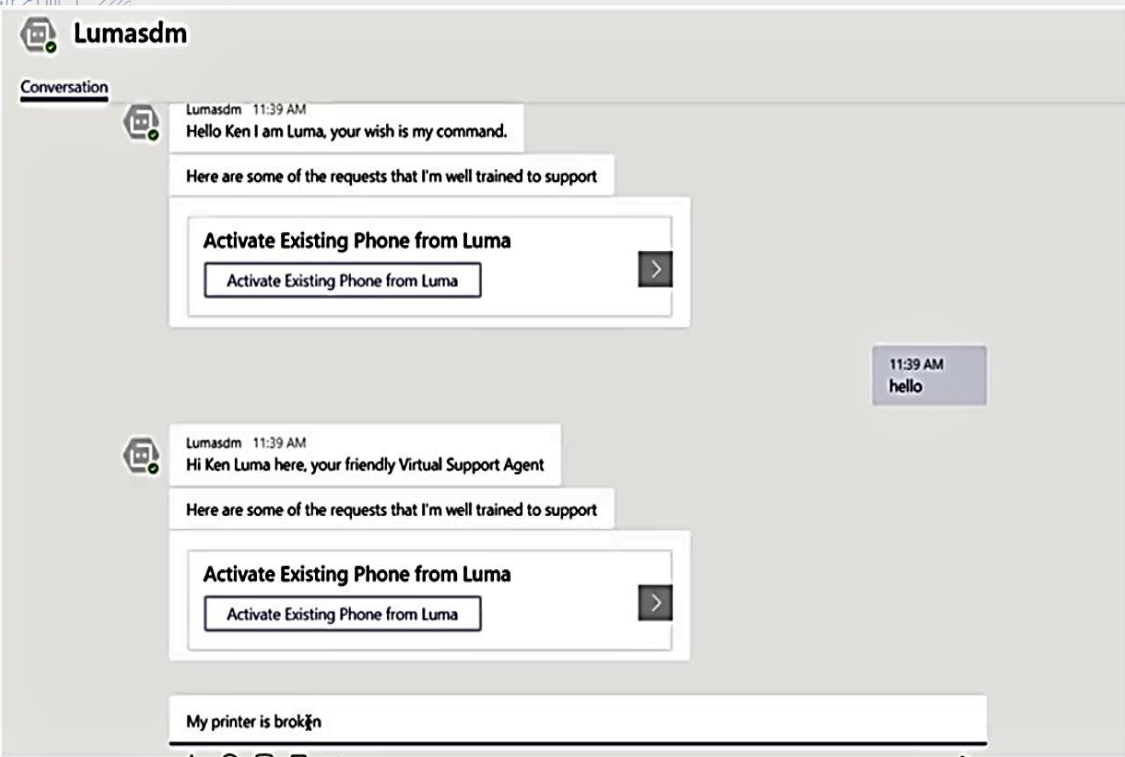 Lumasdm
Conversation
Lumasdm 11:39 AM
Hello Ken I am Luma, your wish is my command.
Here are some of the requests that I'm well trained to support
Activate Existing Phone from Luma
Activate Existing Phone from Luma
11:39 AM
hello
Lumasdm 11:39 AM
Hi Ken Luma here, your friendly Virtual Support Agent
Here are some of the requests that I'm well trained to support
Activate Existing Phone from Luma
Activate Existing Phone from Luma
My printer is broken